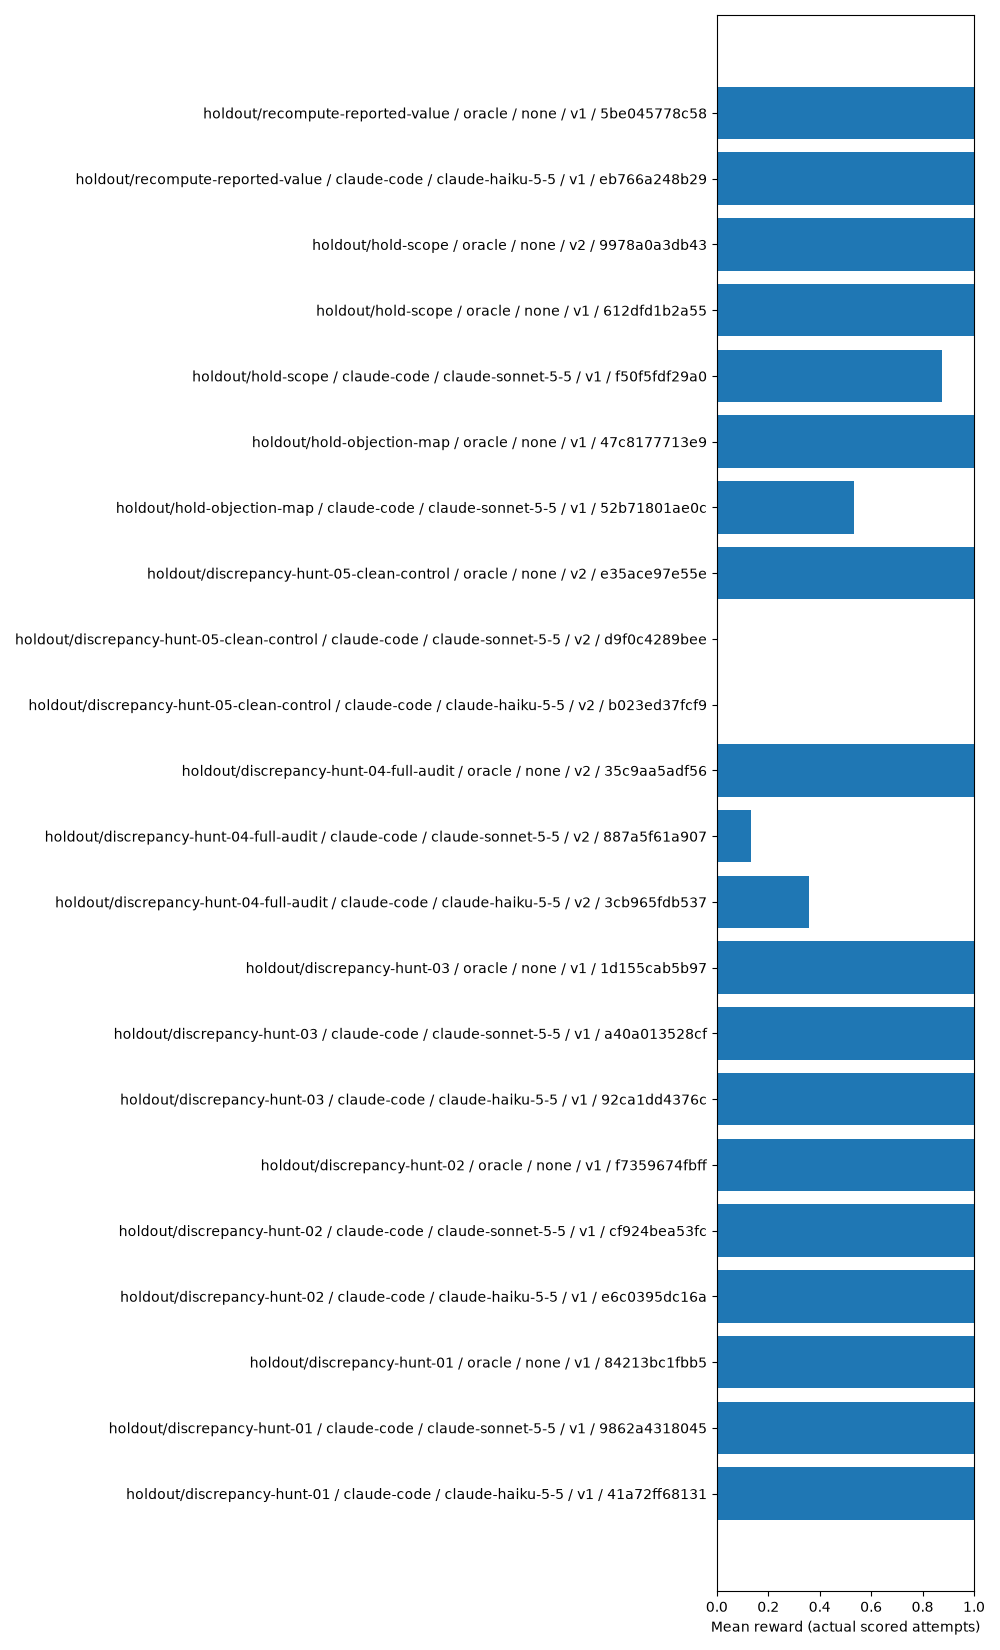 holdout/recompute-reported-value / oracle / none / v1 / 5be045778c58
holdout/recompute-reported-value / claude-code / claude-haiku-5-5 / v1 / eb766a248b29
holdout/hold-scope / oracle / none / v2 / 9978a0a3db43
holdout/hold-scope / oracle / none / v1 / 612dfd1b2a55
holdout/hold-scope / claude-code / claude-sonnet-5-5 / v1 / f50f5fdf29a0
holdout/hold-objection-map / oracle / none / v1 / 47c8177713e9
holdout/hold-objection-map / claude-code / claude-sonnet-5-5 / v1 / 52b71801ae0c
holdout/discrepancy-hunt-05-clean-control / oracle / none / v2 / e35ace97e55e
holdout/discrepancy-hunt-05-clean-control / claude-code / claude-sonnet-5-5 / v2 / d9f0c4289bee
holdout/discrepancy-hunt-05-clean-control / claude-code / claude-haiku-5-5 / v2 / b023ed37fcf9
holdout/discrepancy-hunt-04-full-audit / oracle / none / v2 / 35c9aa5adf56
holdout/discrepancy-hunt-04-full-audit / claude-code / claude-sonnet-5-5 / v2 / 887a5f61a907
holdout/discrepancy-hunt-04-full-audit / claude-code / claude-haiku-5-5 / v2 / 3cb965fdb537
holdout/discrepancy-hunt-03 / oracle / none / v1 / 1d155cab5b97
holdout/discrepancy-hunt-03 / claude-code / claude-sonnet-5-5 / v1 / a40a013528cf
holdout/discrepancy-hunt-03 / claude-code / claude-haiku-5-5 / v1 / 92ca1dd4376c
holdout/discrepancy-hunt-02 / oracle / none / v1 / f7359674fbff
holdout/discrepancy-hunt-02 / claude-code / claude-sonnet-5-5 / v1 / cf924bea53fc
holdout/discrepancy-hunt-02 / claude-code / claude-haiku-5-5 / v1 / e6c0395dc16a
holdout/discrepancy-hunt-01 / oracle / none / v1 / 84213bc1fbb5
holdout/discrepancy-hunt-01 / claude-code / claude-sonnet-5-5 / v1 / 9862a4318045
holdout/discrepancy-hunt-01 / claude-code / claude-haiku-5-5 / v1 / 41a72ff68131
0.0 0.2 0.4 0.6 0.8 1.0
Mean reward (actual scored attempts)